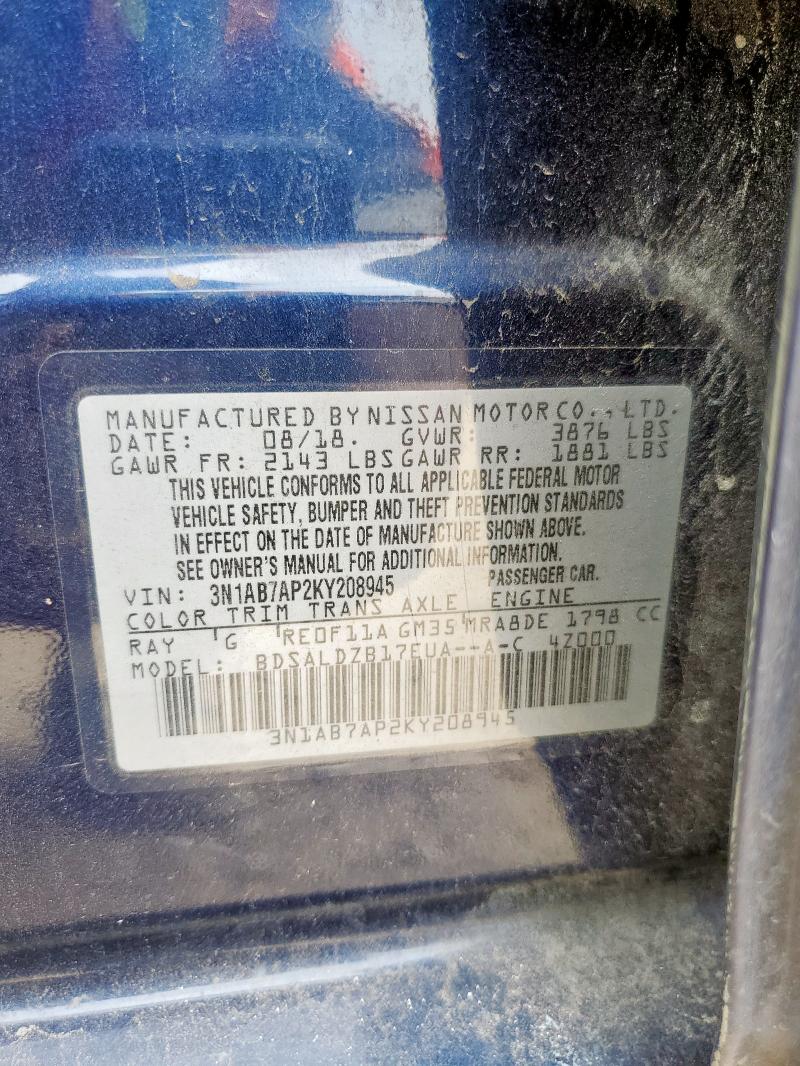 MANUFACTURED BY NISSAN MOTOR CO., LTD.
DATE: 08/18. GVWR: 3876 LBS
GAWR FR: 2143 LBS GAWR RR: 1881 LBS
THIS VEHICLE CONFORMS TO ALL APPLICABLE FEDERAL MOTOR
VEHICLE SAFETY, BUMPER AND THEFT PREVENTION STANDARDS
IN EFFECT ON THE DATE OF MANUFACTURE SHOWN ABOVE.
SEE OWNER'S MANUAL FOR ADDITIONAL INFORMATION.
VIN: 3N1AB7AP2KY208945 PASSENGER CAR.
COLOR TRIM TRANS AXLE ENGINE
RAY G RE0F11A GM35 MRA8DE 1798 CC
MODEL: BDSALDZB17EUA--A-C 4Z000
3N1AB7AP2KY208945